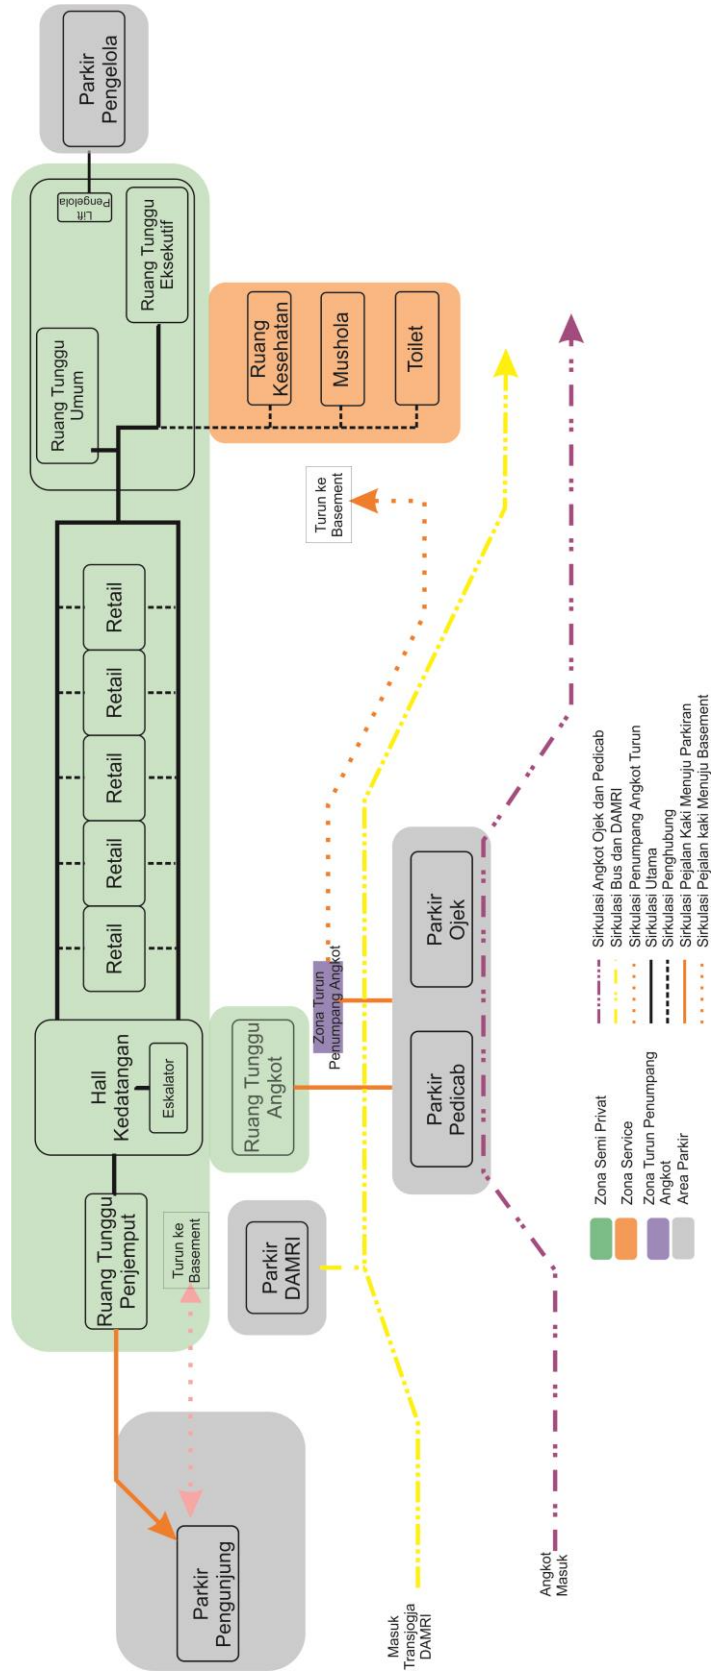 Parkir
Pengunjung
Ruang Tunggu
Penjemput
Turun ke
Basement
Hall
Kedatangan
Eskalator
Retail
Retail
Retail
Retail
Retail
Ruang Tunggu
Umum
Ruang Tunggu
Eksekutif
Lift
Pengelola
Parkir
Pengelola
Parkir
DAMRI
Ruang Tunggu
Angkot
Zona Turun
Penumpang Angkot
Turun ke
Basement
Ruang
Kesehatan
Mushola
Toilet
Masuk
Transjogja
DAMRI
Parkir
Pedicab
Parkir
Ojek
Angkot
Masuk
Zona Semi Privat
Zona Service
Zona Turun Penumpang
Angkot
Area Parkir
Sirkulasi Angkot Ojek dan Pedicab
Sirkulasi Bus dan DAMRI
Sirkulasi Penumpang Angkot Turun
Sirkulasi Utama
Sirkulasi Penghubung
Sirkulasi Pejalan Kaki Menuju Parkiran
Sirkulasi Pejalan kaki Menuju Basement